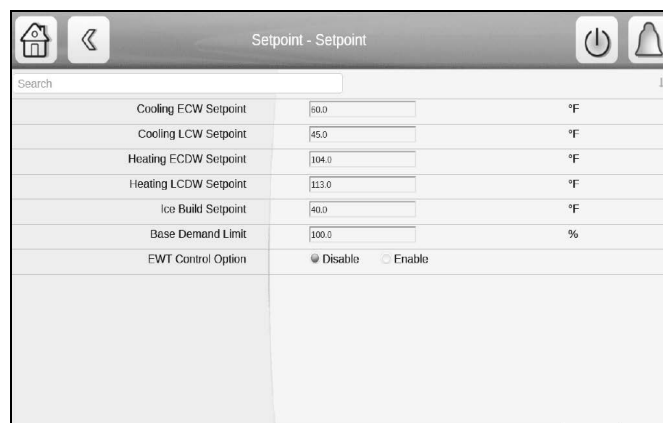 Setpoint - Setpoint
Search
Cooling ECW Setpoint 60.0 °F
Cooling LCW Setpoint 45.0 °F
Heating ECDW Setpoint 104.0 °F
Heating LCDW Setpoint 113.0 °F
Ice Build Setpoint 40.0 °F
Base Demand Limit 100.0 %
EWT Control Option Disable Enable